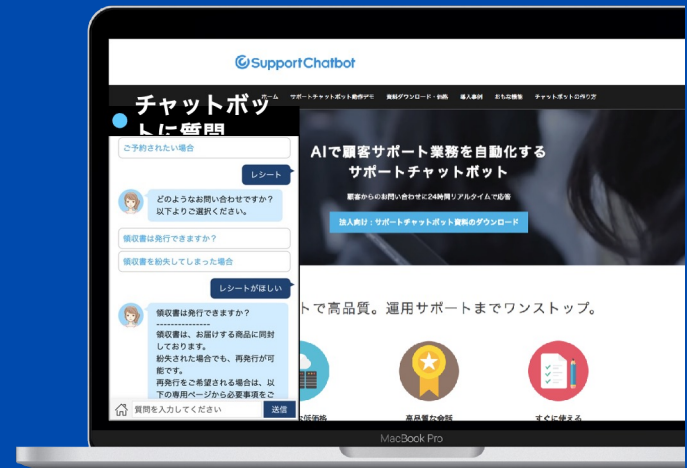 SupportChatbot
ホーム サポートチャットボット動作デモ 資料ダウンロード・価格 導入事例 おもな機能 チャットボットの作り方
チャットボッ
トに質問
ご予約されたい場合
レシート
どのようなお問い合わせですか?
以下よりご選択ください。
領収書は発行できますか?
領収書を紛失してしまった場合
レシートがほしい
領収書は発行できますか?
---------------
領収書は、お届けする商品に同封
しております。
紛失された場合でも、再発行が可
能です。
再発行をご希望される場合は、以
下の専用ページから必要事項をご
質問を入力してください 送信
AIで顧客サポート業務を自動化する
サポートチャットボット
顧客からのお問い合わせに24時間リアルタイムで応答
法人向け:サポートチャットボット資料のダウンロード
トで高品質。運用サポートまでワンストップ。
な低価格 高品質な会話 すぐに使える
MacBook Pro